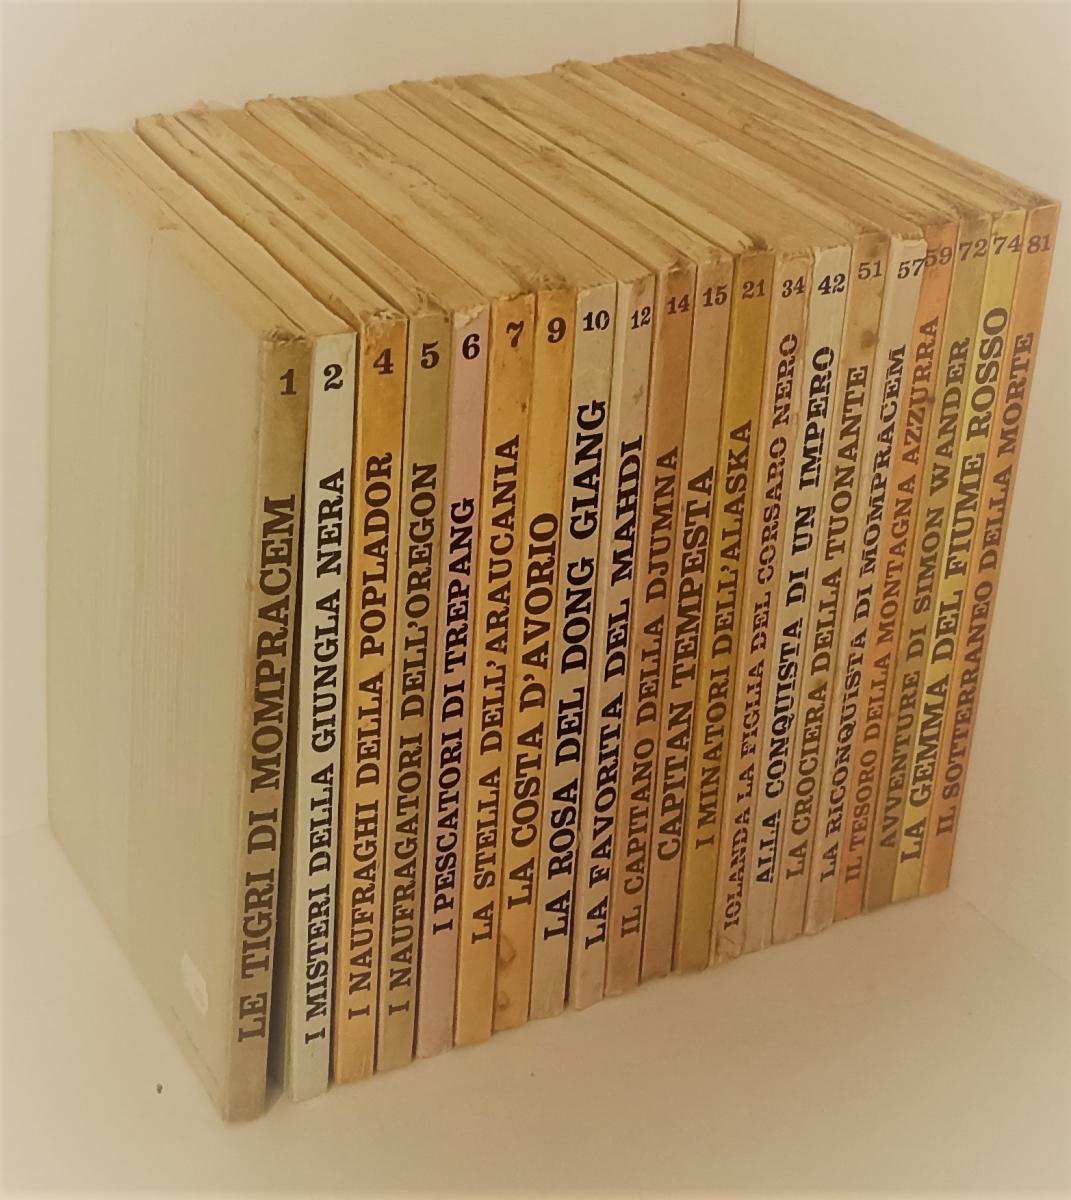 1 LE TIGRI DI MOMPRACEM
2 I MISTERI DELLA GIUNGLA NERA
4 I NAUFRAGHI DELLA POPLADOR
5 I NAUFRAGATORI DELL'OREGON
6 I PESCATORI DI TREPANG
7 LA STELLA DELL'ARAUCANIA
9 LA COSTA D'AVORIO
10 LA ROSA DEL DONG GIANG
12 LA FAVORITA DEL MAHDI
14 IL CAPITANO DELLA DJUMNA
15 CAPITAN TEMPESTA
21 I MINATORI DELL'ALASKA
34 IOLANDA LA FIGLIA DEL CORSARO NERO
42 ALLA CONQUISTA DI UN IMPERO
51 LA CROCIERA DELLA TUONANTE
57 LA RICONQUISTA DI MOMPRACEM
59 IL TESORO DELLA MONTAGNA AZZURRA
72 AVVENTURE DI SIMON WANDER
74 LA GEMMA DEL FIUME ROSSO
81 IL SOTTERRANEO DELLA MORTE